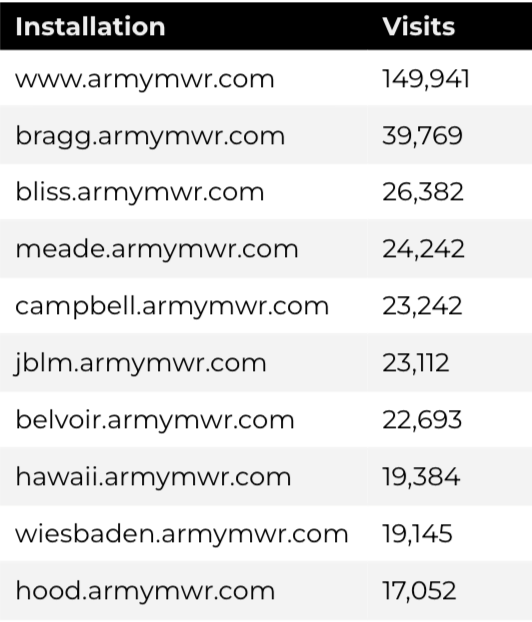 Installation Visits
www.armymwr.com 149,941
bragg.armymwr.com 39,769
bliss.armymwr.com 26,382
meade.armymwr.com 24,242
campbell.armymwr.com 23,242
jblm.armymwr.com 23,112
belvoir.armymwr.com 22,693
hawaii.armymwr.com 19,384
wiesbaden.armymwr.com 19,145
hood.armymwr.com 17,052